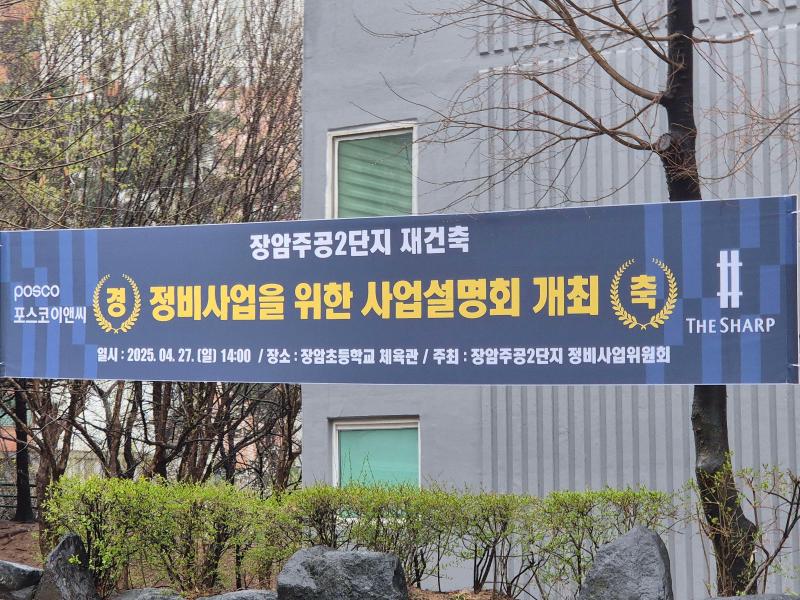 장암주공2단지 재건축
posco
포스코이앤씨
경 정비사업을 위한 사업설명회 개최 축
THE SHARP
일시 : 2025. 04. 27. (일) 14:00 / 장소 : 장암초등학교 체육관 / 주최 : 장암주공2단지 정비사업위원회